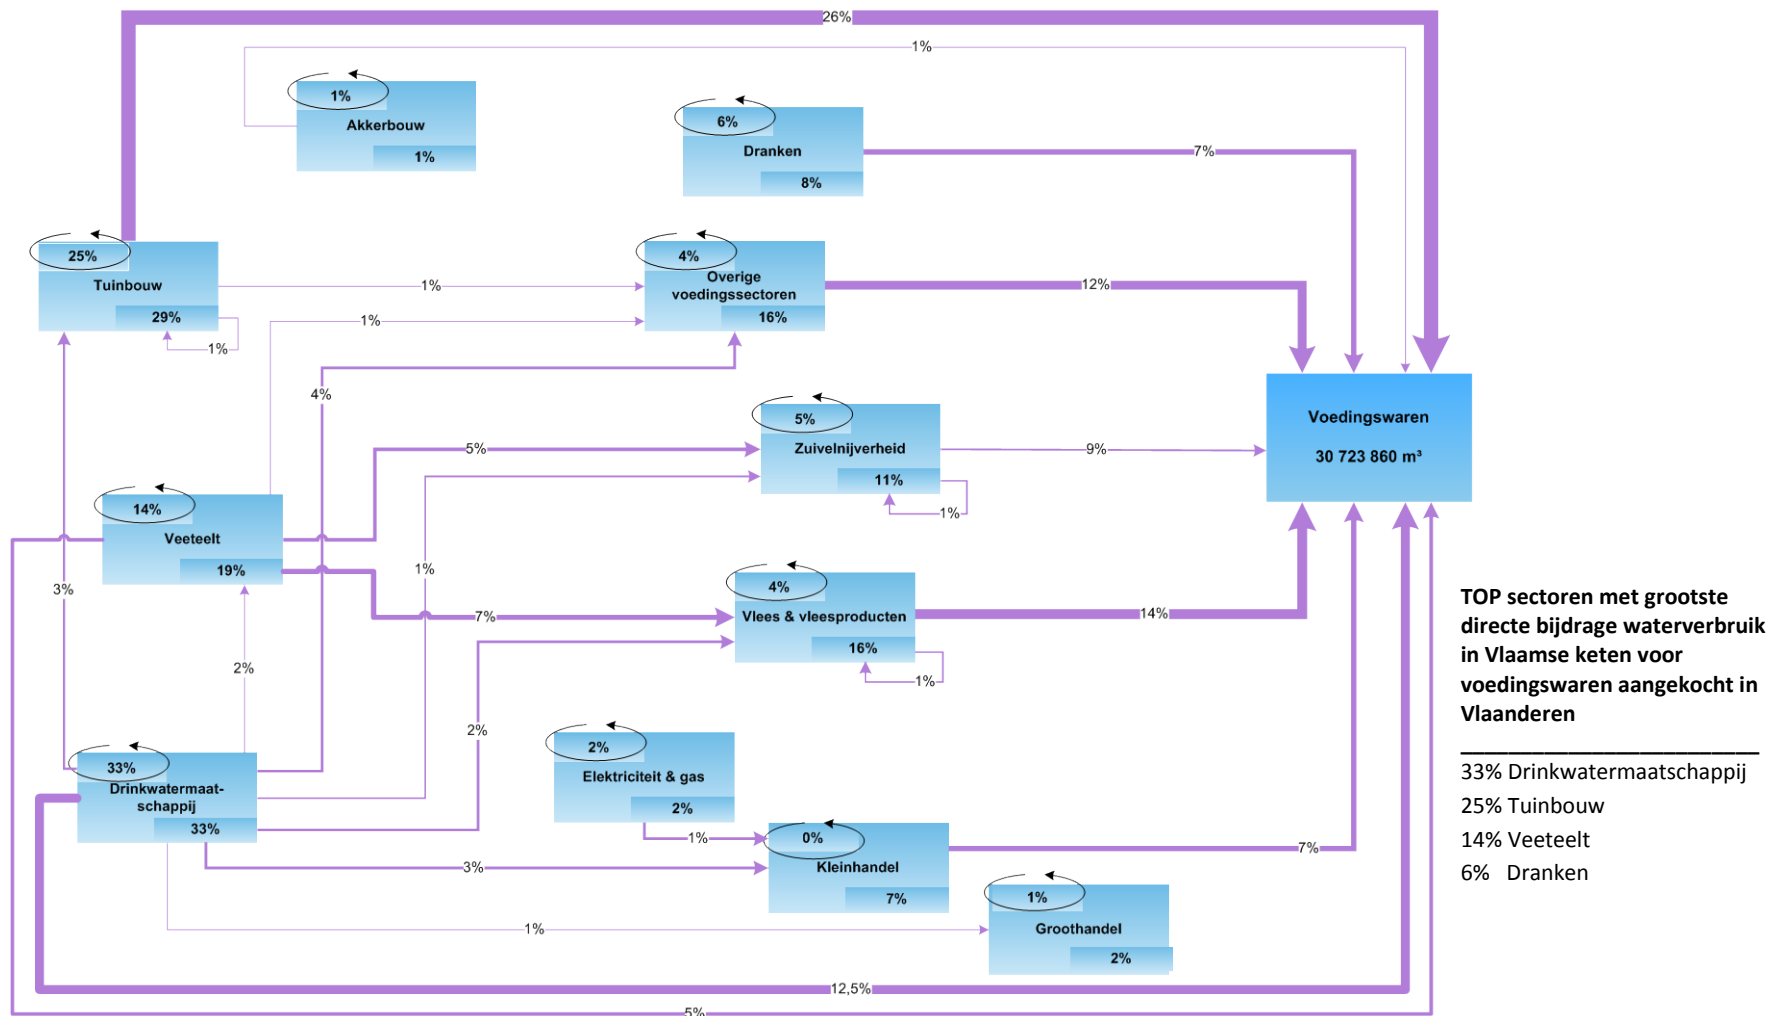 26%
1%
1%
Akkerbouw
1%
6%
Dranken
8%
7%
25%
Tuinbouw
29%
1%
1%
1%
4%
Overige
voedingssectoren
16%
12%
4%
5%
Zuivelnijverheid
11%
1%
9%
5%
Voedingswaren
30 723 860 m³
14%
Veeteelt
19%
3%
1%
7%
2%
4%
Vlees & vleesproducten
16%
1%
14%
2%
33%
Drinkwatermaat-
schappij
33%
2%
Elektriciteit & gas
2%
1%
3%
0%
Kleinhandel
7%
7%
1%
1%
Groothandel
2%
12,5%
5%
TOP sectoren met grootste
directe bijdrage waterverbruik
in Vlaamse keten voor
voedingswaren aangekocht in
Vlaanderen
33% Drinkwatermaatschappij
25% Tuinbouw
14% Veeteelt
6% Dranken